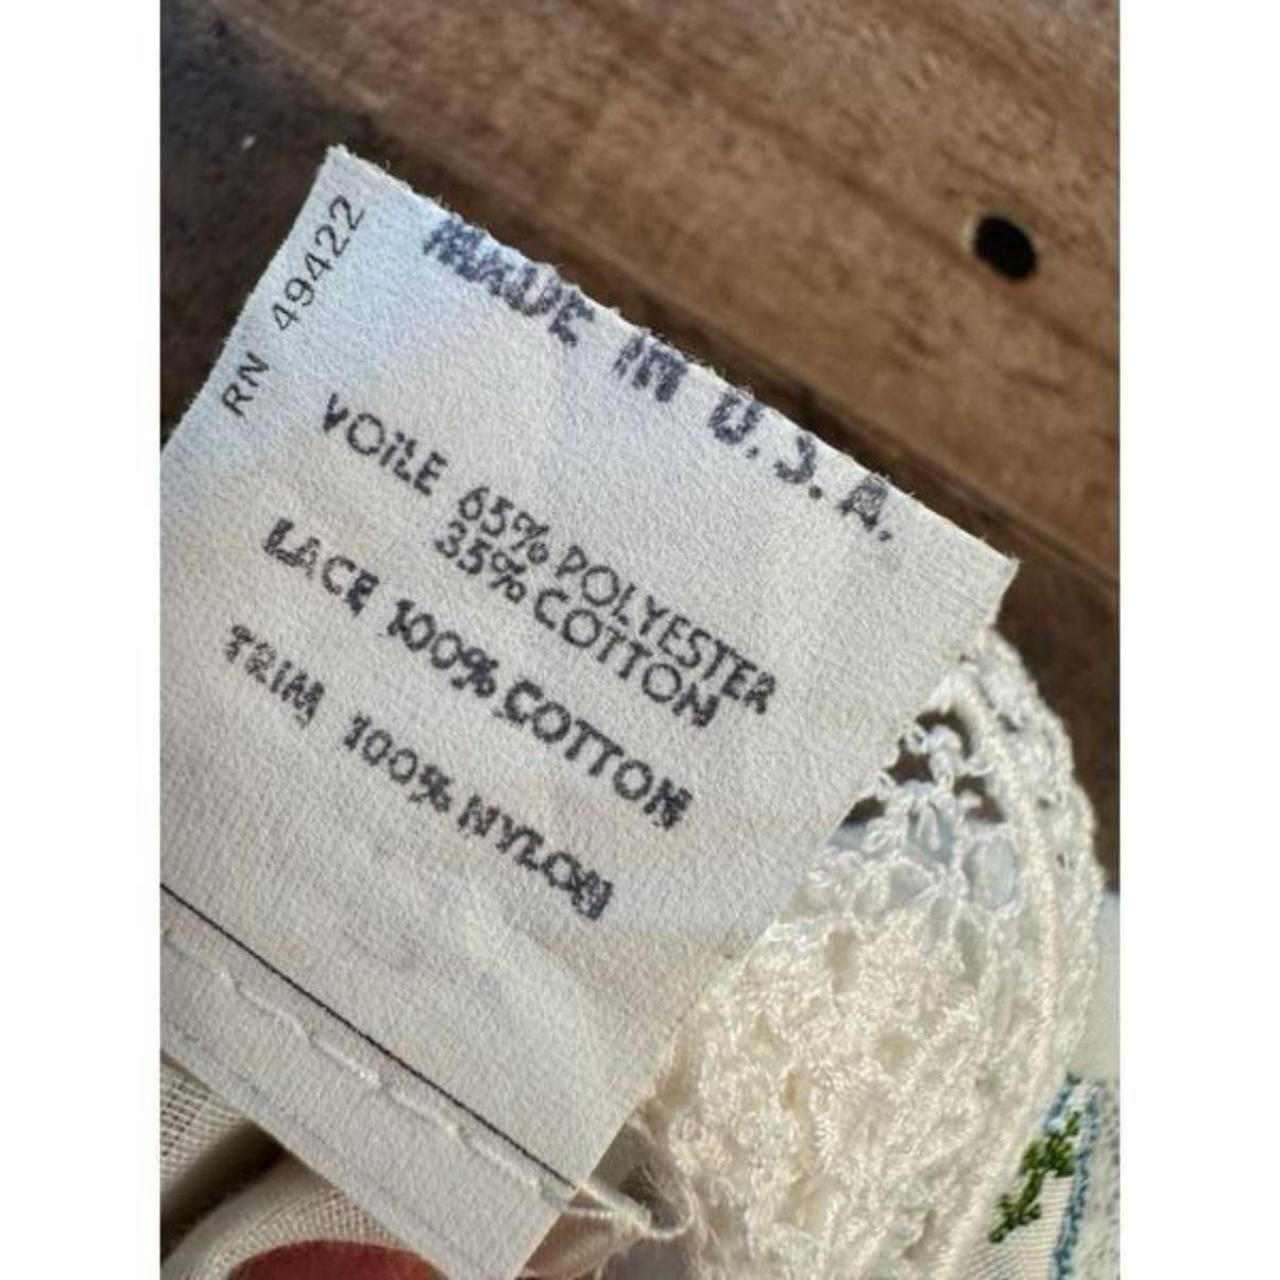 RN 49422
MADE IN U.S.A.
VOILE 65% POLYESTER
35% COTTON
LACE 100% COTTON
TRIM 100% NYLON